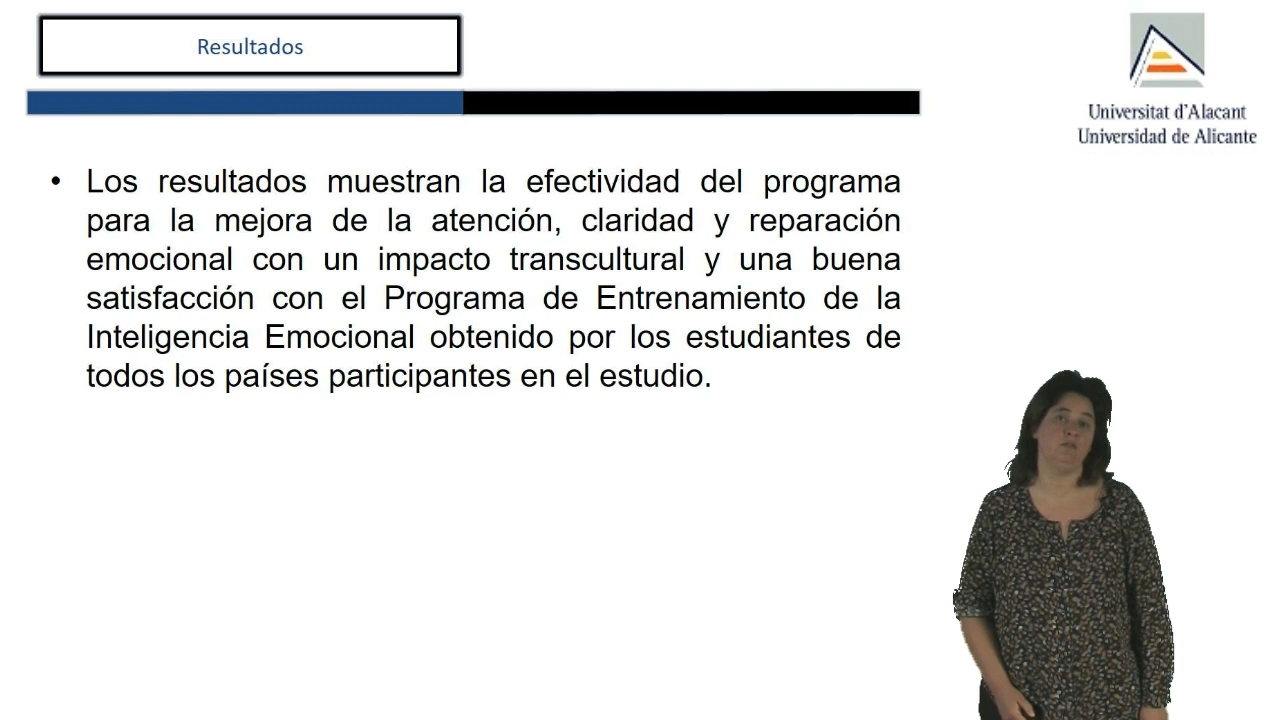 Resultados
Universitat d'Alacant
Universidad de Alicante
• Los resultados muestran la efectividad del programa
para la mejora de la atención, claridad y reparación
emocional con un impacto transcultural y una buena
satisfacción con el Programa de Entrenamiento de la
Inteligencia Emocional obtenido por los estudiantes de
todos los países participantes en el estudio.